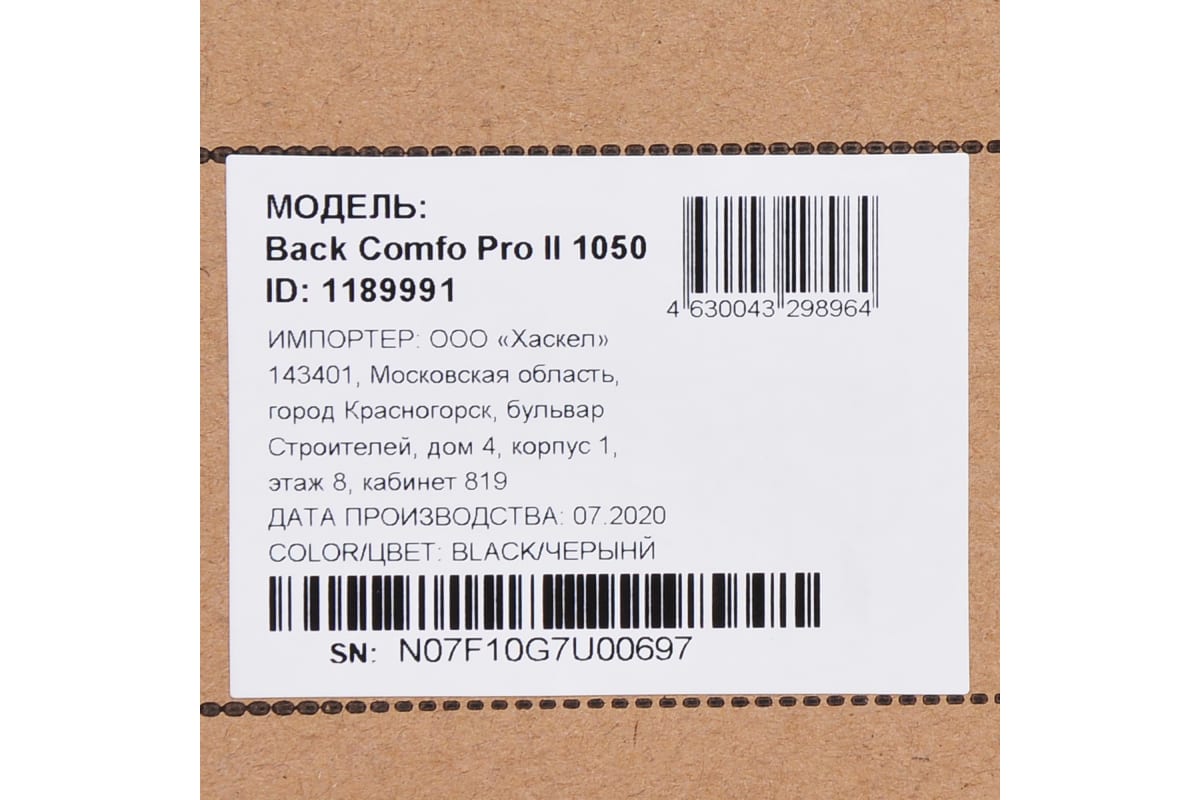 МОДЕЛЬ:
Back Comfo Pro II 1050
ID: 1189991
4 630043 298964
ИМПОРТЕР: ООО «Хаскел»
143401, Московская область,
город Красногорск, бульвар
Строителей, дом 4, корпус 1,
этаж 8, кабинет 819
ДАТА ПРОИЗВОДСТВА: 07.2020
COLOR/ЦВЕТ: BLACK/ЧЕРЫНЙ
SN: N07F10G7U00697